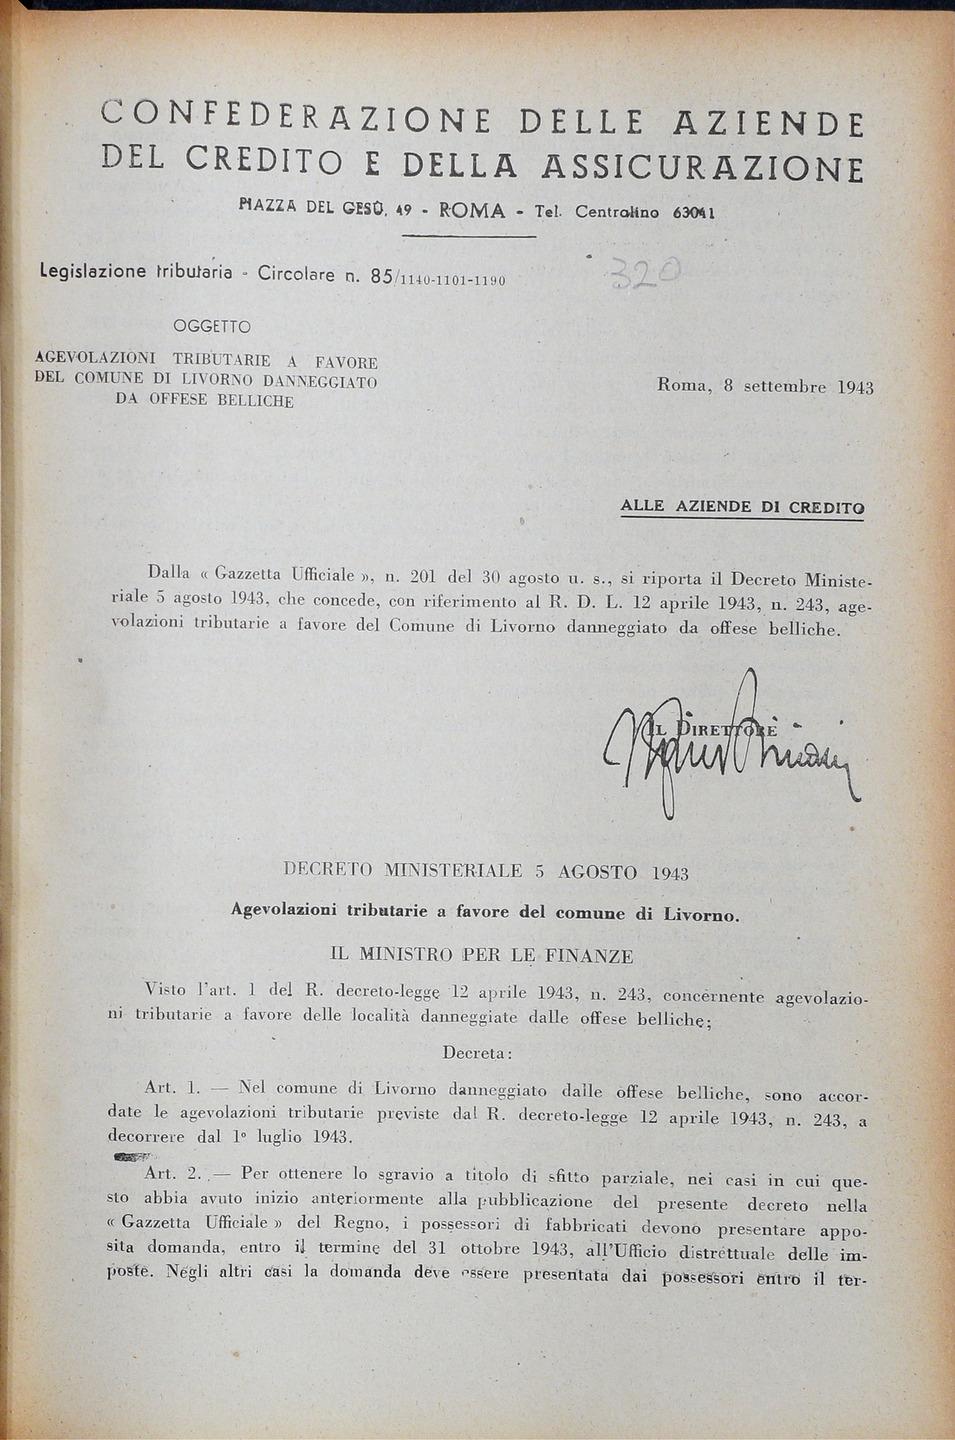 CONFEDERAZIONE DELLE AZIENDE
DEL CREDITO E DELLA ASSICURAZIONE
PIAZZA DEL GESÙ, 49 - ROMA - Tel. Centralino 63041
Legislazione tributaria - Circolare n. 85/1140-1101-1190
320
OGGETTO
AGEVOLAZIONI TRIBUTARIE A FAVORE
DEL COMUNE DI LIVORNO DANNEGGIATO
DA OFFESE BELLICHE
Roma, 8 settembre 1943
ALLE AZIENDE DI CREDITO
Dalla « Gazzetta Ufficiale », n. 201 del 30 agosto u. s., si riporta il Decreto Ministe-
riale 5 agosto 1943, che concede, con riferimento al R. D. L. 12 aprile 1943, n. 243, age-
volazioni tributarie a favore del Comune di Livorno danneggiato da offese belliche.
IL DIRETTORE
DECRETO MINISTERIALE 5 AGOSTO 1943
Agevolazioni tributarie a favore del comune di Livorno.
IL MINISTRO PER LE FINANZE
Visto l'art. 1 del R. decreto-legge 12 aprile 1943, n. 243, concernente agevolazio-
ni tributarie a favore delle località danneggiate dalle offese belliche;
Decreta:
Art. 1. — Nel comune di Livorno danneggiato dalle offese belliche, sono accor-
date le agevolazioni tributarie previste dal R. decreto-legge 12 aprile 1943, n. 243, a
decorrere dal 1° luglio 1943.
Art. 2. — Per ottenere lo sgravio a titolo di sfitto parziale, nei casi in cui que-
sto abbia avuto inizio anteriormente alla pubblicazione del presente decreto nella
« Gazzetta Ufficiale » del Regno, i possessori di fabbricati devono presentare appo-
sita domanda, entro il termine del 31 ottobre 1943, all'Ufficio distrettuale delle im-
poste. Negli altri casi la domanda deve essere presentata dai possessori entro il ter-